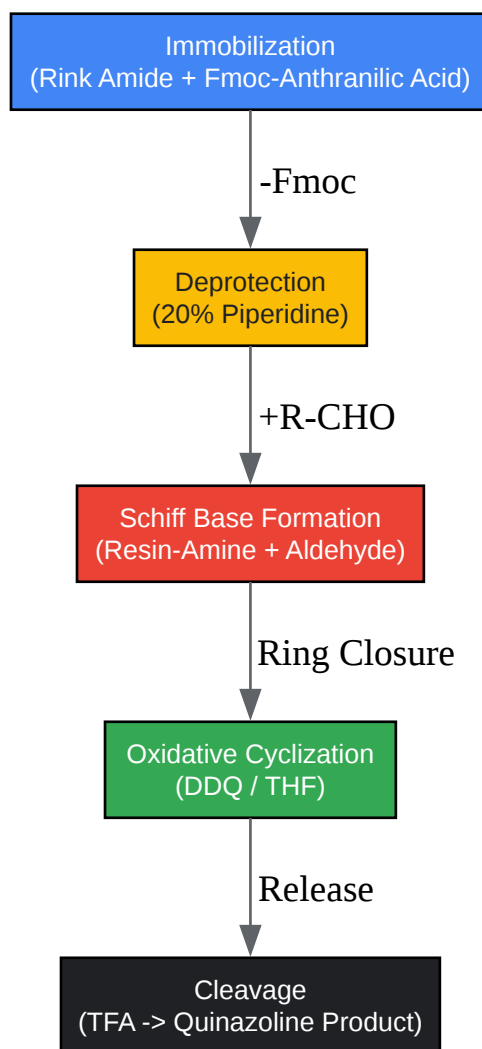 Immobilization
(Rink Amide + Fmoc-Anthranilic Acid)
-Fmoc
Deprotection
(20% Piperidine)
+R-CHO
Schiff Base Formation
(Resin-Amine + Aldehyde)
Ring Closure
Oxidative Cyclization
(DDQ / THF)
Release
Cleavage
(TFA -> Quinazoline Product)